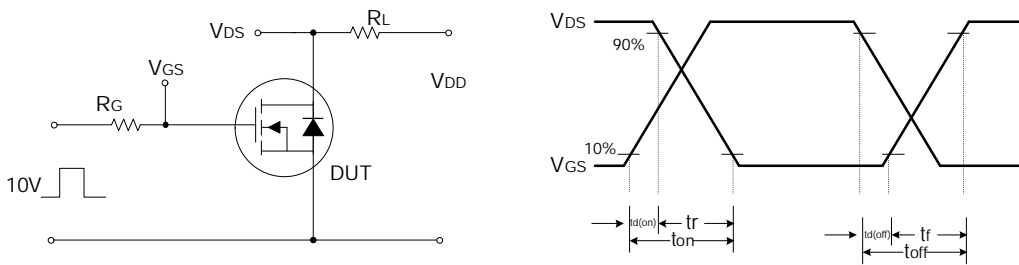 VDS
RL
VGS
VDD
RG
10V
DUT
VDS
90%
10%
VGS
td(on)
tr
ton
td(off)
tf
toff